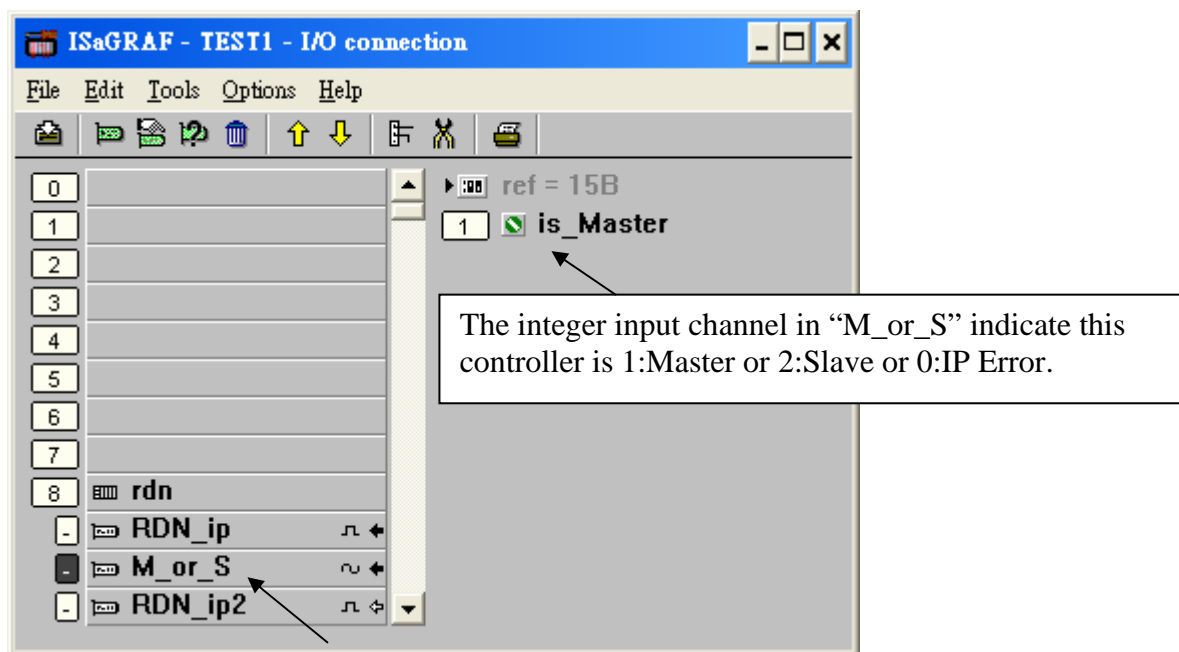 ISaGRAF - TEST1 - I/O connection
File Edit Tools Options Help
0
1
2
3
4
5
6
7
8 rdn
- RDN_ip
- M_or_S
- RDN_ip2
ref = 15B
1 is_Master
The integer input channel in “M_or_S” indicate this
controller is 1:Master or 2:Slave or 0:IP Error.